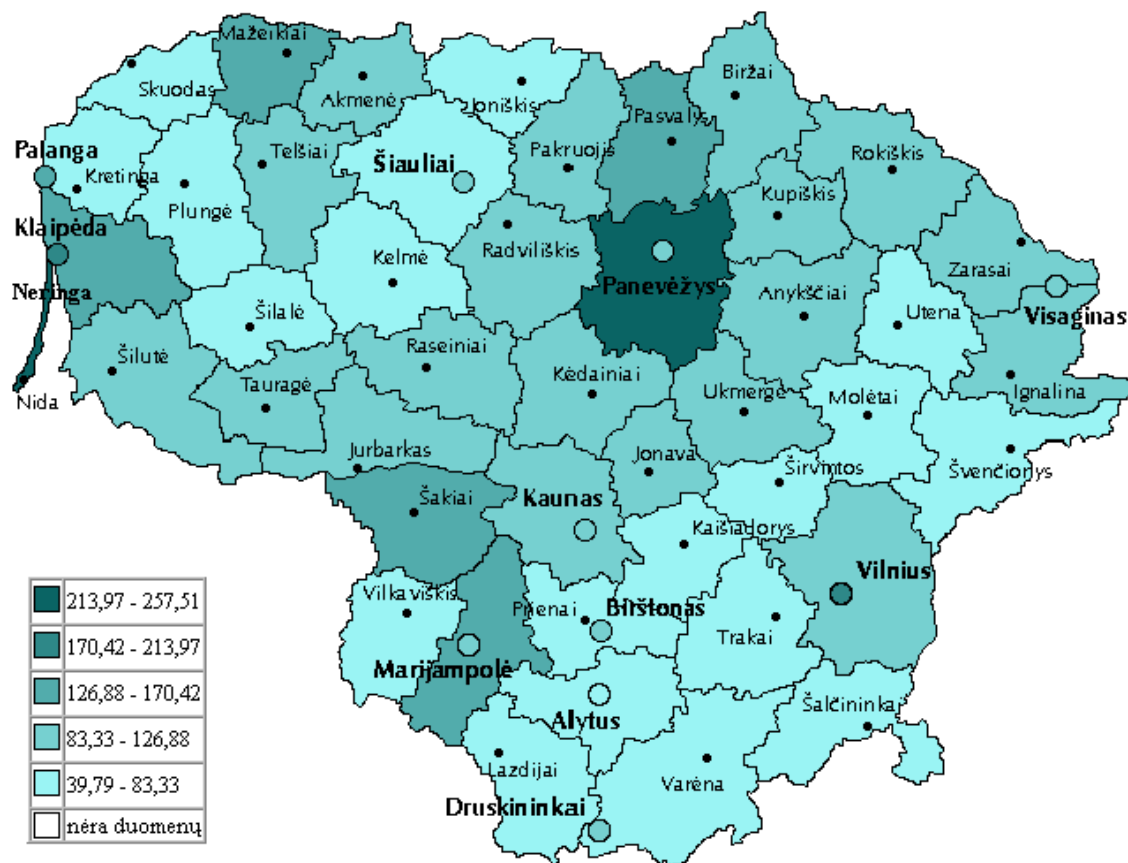 Mažeikiai
Skuodas
Akmenė
Joniškis
Biržai
Pasvalys
Palanga
Kretinga
Telšiai
Šiauliai
Pakruojis
Rokiškis
Plungė
Kupiškis
Klaipėda
Radviliškis
Kelmė
Zarasai
Neringa
Panevėžys
Anykščiai
Utena
Visaginas
Šilalė
Šilutė
Raseiniai
Kėdainiai
Nida
Tauragė
Ukmergė
Molėtai
Ignalina
Jurbarkas
Jonava
Širvintos
Švenčionys
Šakiai
Kaunas
Kaišiadorys
Vilnius
Vilkaviškis
Prienai
Birštonas
Trakai
Marijampolė
Alytus
Šalčininkai
Lazdijai
Varėna
Druskininkai
213,97 - 257,51
170,42 - 213,97
126,88 - 170,42
83,33 - 126,88
39,79 - 83,33
nėra duomenų